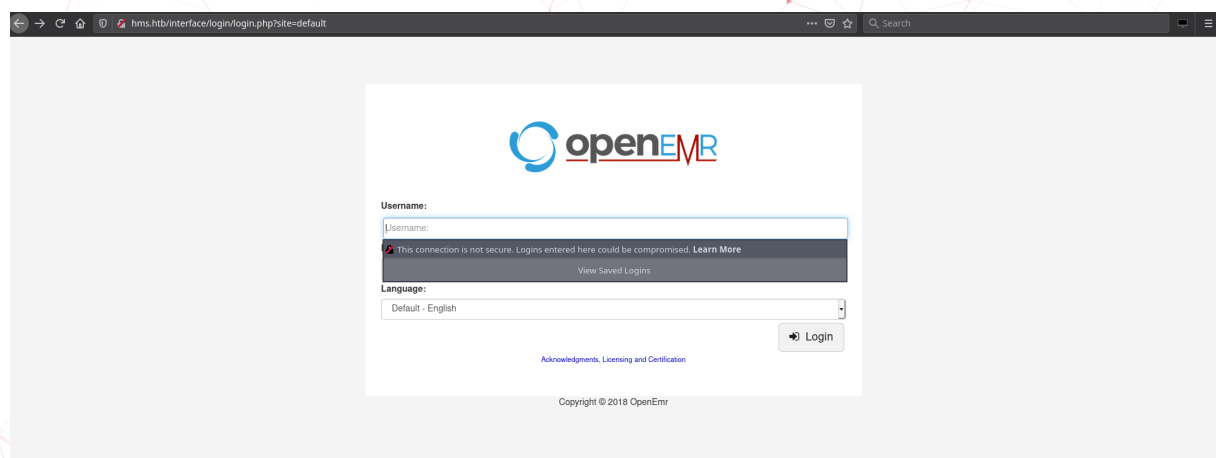 hms.htb/interface/login/login.php?site=default
Search
openEMR
Username:
Username:
This connection is not secure. Logins entered here could be compromised. Learn More
View Saved Logins
Language:
Default - English
Login
Acknowledgments, Licensing and Certification
Copyright © 2018 OpenEmr